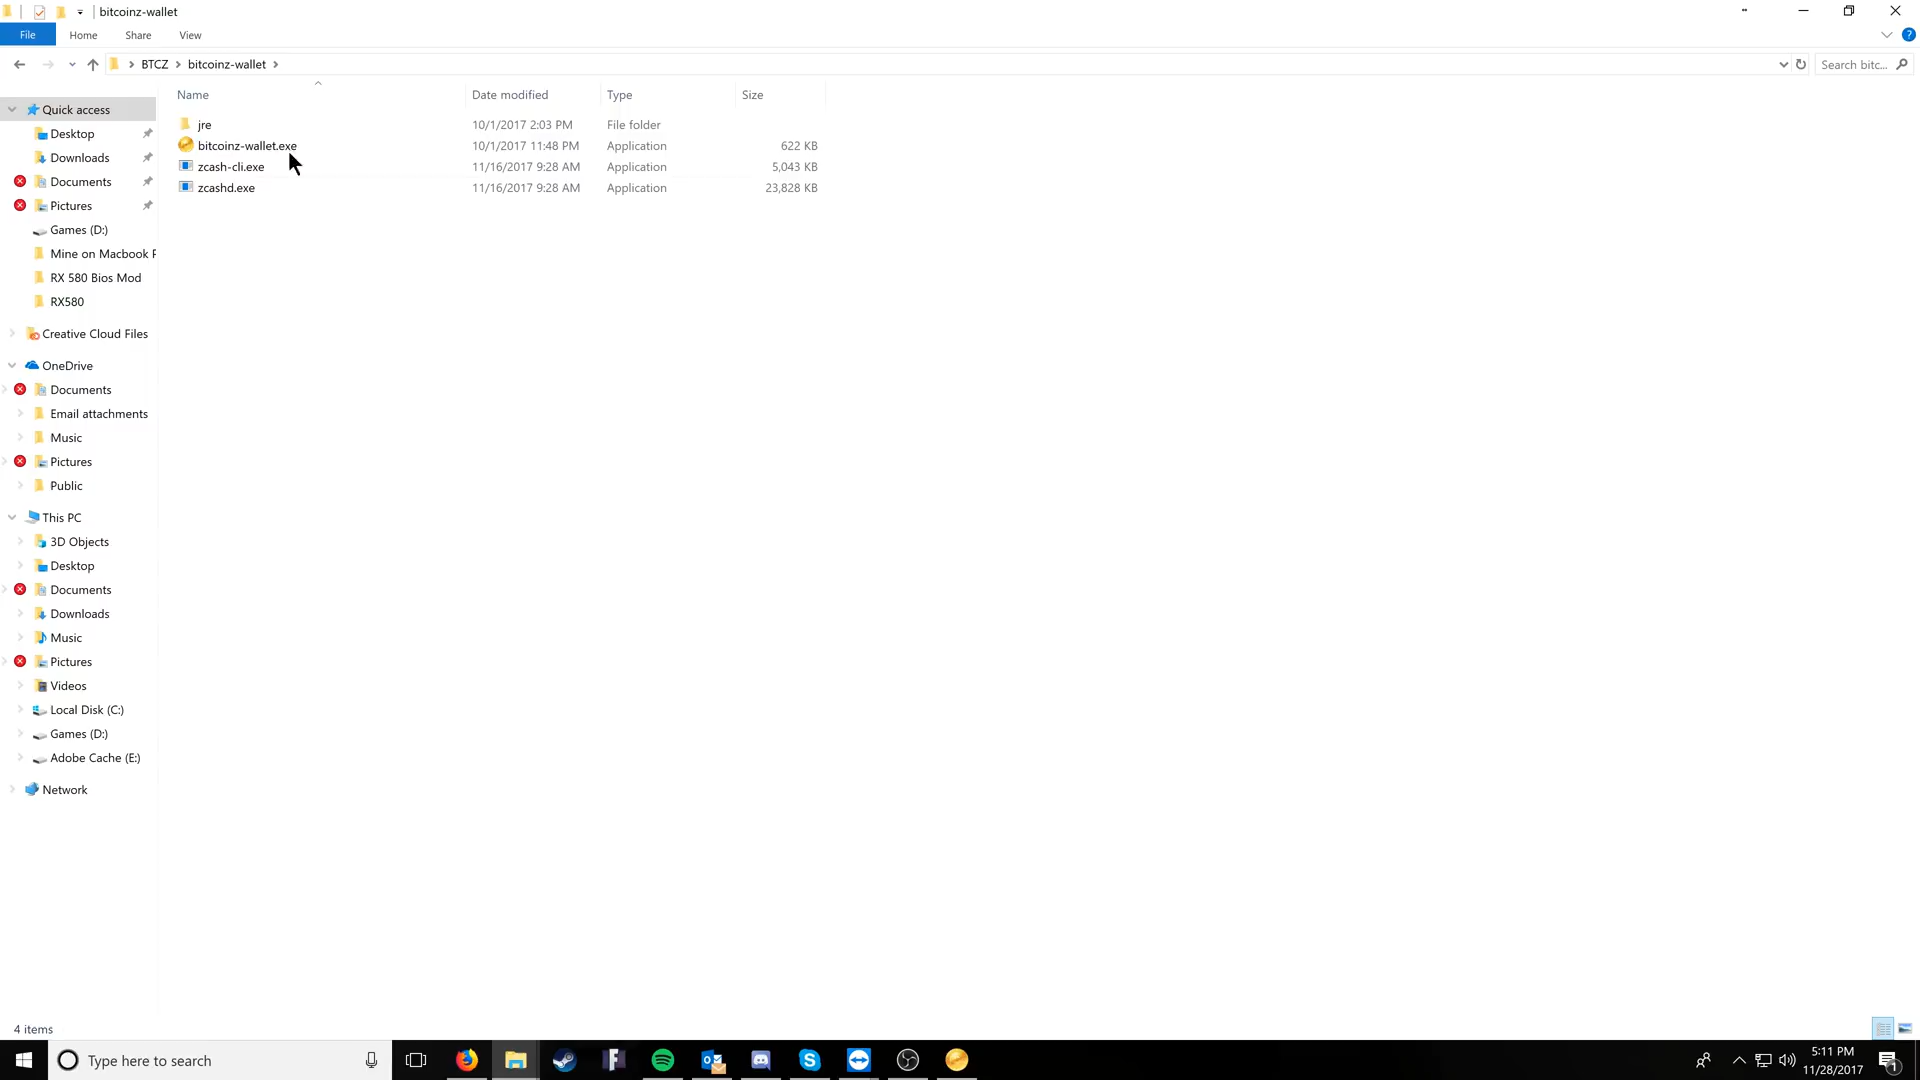 bitcoinz-wallet
File Home Share View
BTCZ bitcoinz-wallet
Search bitc...
Name Date modified Type Size
jre 10/1/2017 2:03 PM File folder
bitcoinz-wallet.exe 10/1/2017 11:48 PM Application 622 KB
zcash-cli.exe 11/16/2017 9:28 AM Application 5,043 KB
zcashd.exe 11/16/2017 9:28 AM Application 23,828 KB
Quick access
Desktop
Downloads
Documents
Pictures
Games (D:)
Mine on Macbook P
RX 580 Bios Mod
RX580
Creative Cloud Files
OneDrive
Documents
Email attachments
Music
Pictures
Public
This PC
3D Objects
Desktop
Documents
Downloads
Music
Pictures
Videos
Local Disk (C:)
Games (D:)
Adobe Cache (E:)
Network
4 items
Type here to search
5:11 PM
11/28/2017
1